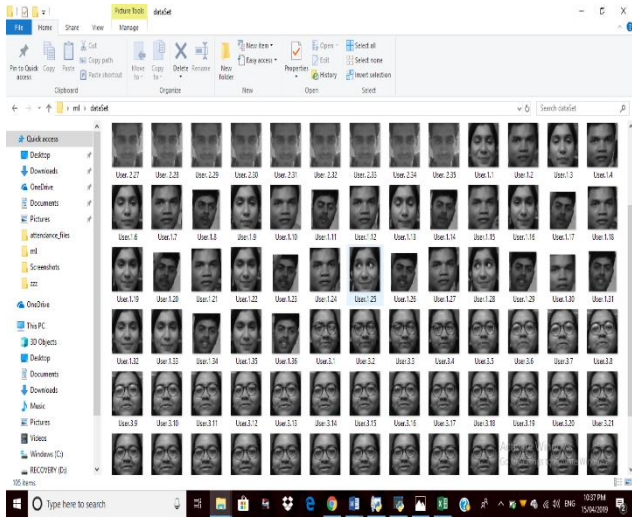 Picture Tools dataSet
File Home Share View Manage
Pin to Quick access
Copy
Paste
Cut
Copy path
Paste shortcut
Move to
Copy to
Delete
Rename
New folder
New item
Easy access
Properties
Open
Edit
History
Select all
Select none
Invert selection
Clipboard Organize New Open Select
ml dataSet
Search dataSet
Quick access
Desktop
Downloads
OneDrive
Documents
Pictures
attendance_files
ml
Screenshots
zzz
OneDrive
This PC
3D Objects
Desktop
Documents
Downloads
Music
Pictures
Videos
Windows (C:)
RECOVERY (D:)
User.2.27 User.2.28 User.2.29 User.2.30 User.2.31 User.2.32 User.2.33 User.2.34 User.2.35 User.1.1 User.1.2 User.1.3 User.1.4
User.1.6 User.1.7 User.1.8 User.1.9 User.1.10 User.1.11 User.1.12 User.1.13 User.1.14 User.1.15 User.1.16 User.1.17 User.1.18
User.1.19 User.1.20 User.1.21 User.1.22 User.1.23 User.1.24 User.1.25 User.1.26 User.1.27 User.1.28 User.1.29 User.1.30 User.1.31
User.1.32 User.1.33 User.1.34 User.1.35 User.1.36 User.3.1 User.3.2 User.3.3 User.3.4 User.3.5 User.3.6 User.3.7 User.3.8
User.3.9 User.3.10 User.3.11 User.3.12 User.3.13 User.3.14 User.3.15 User.3.16 User.3.17 User.3.18 User.3.19 User.3.20 User.3.21
105 items
Type here to search
ENG
10:37 PM
15/04/2019